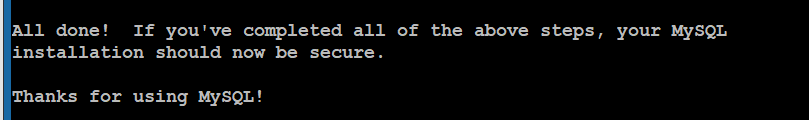 All done!  If you've completed all of the above steps, your MySQL
installation should now be secure.
Thanks for using MySQL!